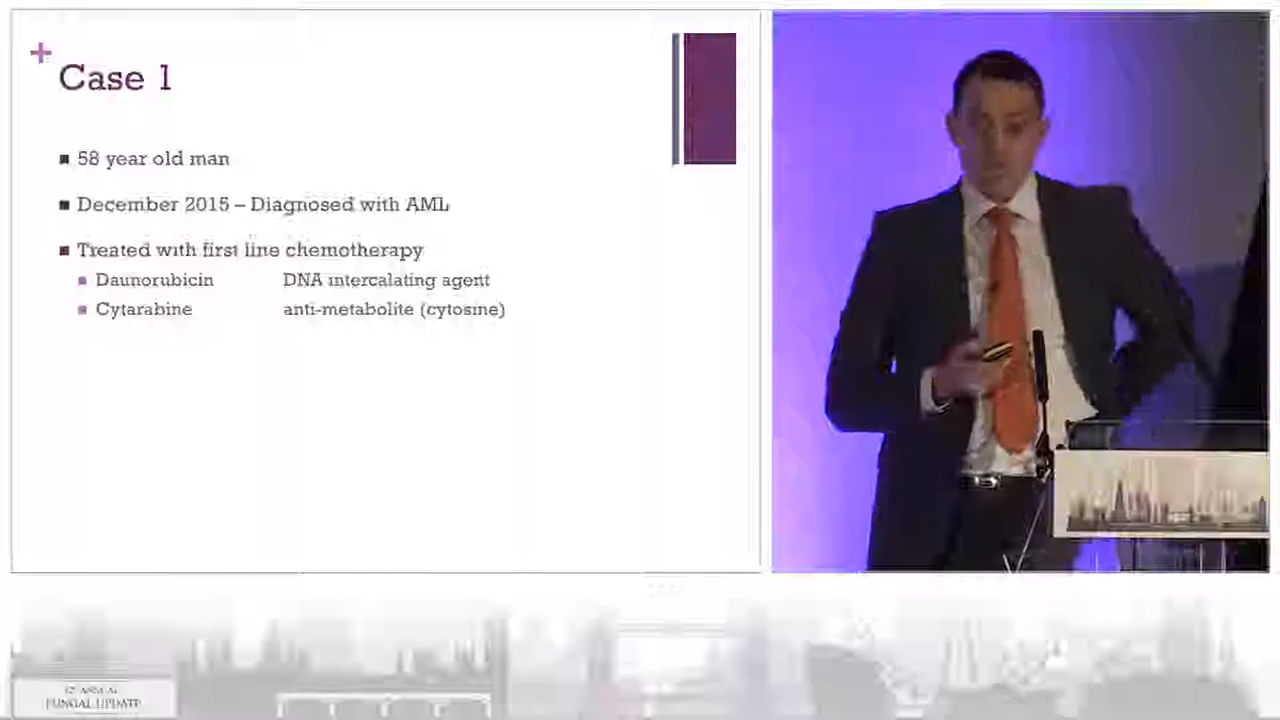 +
Case 1
58 year old man
December 2015 – Diagnosed with AML
Treated with first line chemotherapy
Daunorubicin DNA intercalating agent
Cytarabine anti-metabolite (cytosine)
ANNUAL
FUNGAL UPDATE